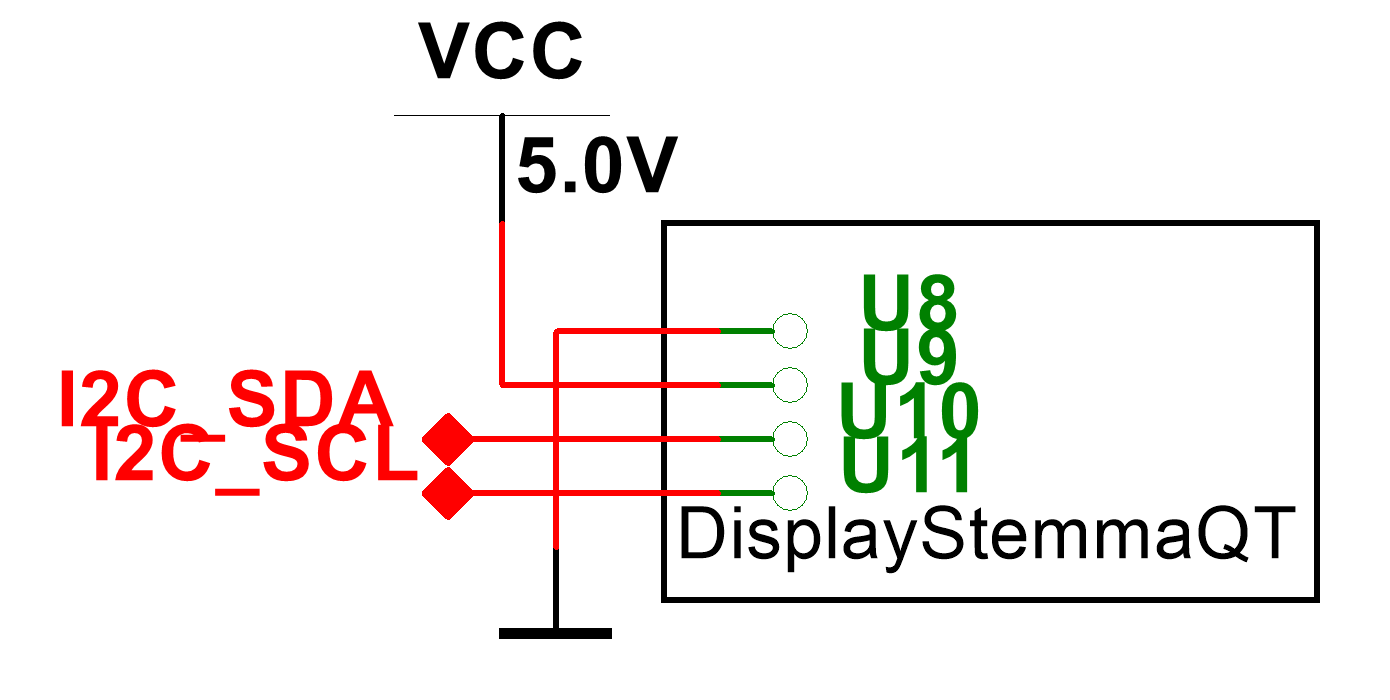 VCC
5.0V
U8
U9
I2C_SDA
U10
I2C_SCL
U11
DisplayStemmaQT